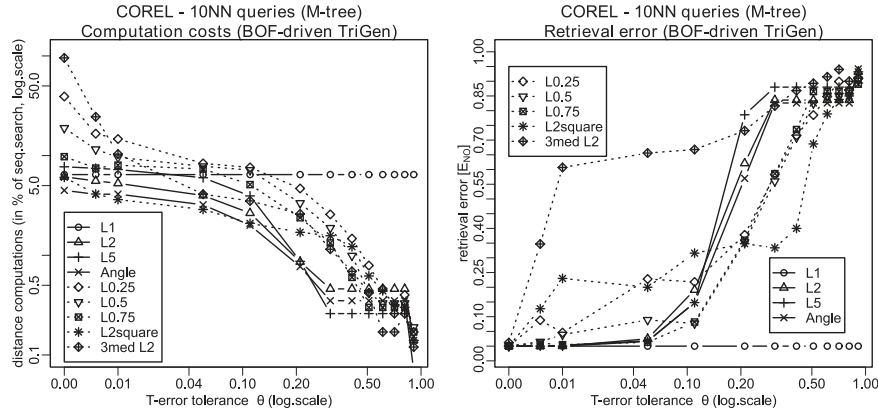 COREL - 10NN queries (M-tree)
Computation costs (BOF-driven TriGen)
distance computations (in % of seq.search, log.scale)
50.0
5.0
0.5
0.1
L1
L2
L5
Angle
L0.25
L0.5
L0.75
L2square
3med L2
0.00 0.01 0.05 0.10 0.20 0.50 1.00
T-error tolerance θ (log.scale)
COREL - 10NN queries (M-tree)
Retrieval error (BOF-driven TriGen)
retrieval error [E_NO]
1.00
0.85
0.70
0.55
0.40
0.25
0.10
0.00
L0.25
L0.5
L0.75
L2square
3med L2
L1
L2
L5
Angle
0.00 0.01 0.05 0.10 0.20 0.50 1.00
T-error tolerance θ (log.scale)